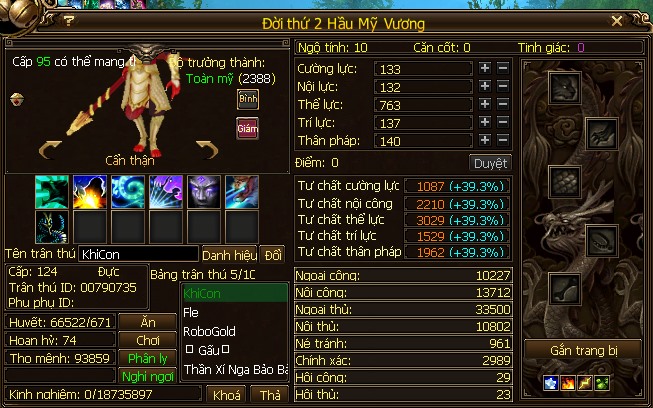 Đời thứ 2 Hầu Mỹ Vương
Cấp 95 có thể mang
ộ trưởng thành:
Toàn mỹ (2388)
Bình
Giám
Cẩn thận
Tên trân thú KhiCon Danh hiệu Đổi
Cấp: 124 Đực
Trân thú ID: 00790735
Phu phụ ID:
Huyết: 66522/671 Ăn
Hoan hỷ: 74 Chơi
Thọ mệnh: 93859 Phân ly
Nghỉ ngơi
Bảng trân thú 5/10
KhiCon
Fle
RoboGold
□ Gấu□
Thần Xí Nga Bảo Bả
Kinh nghiệm: 0/18735897 Khoá Thả
Ngộ tính: 10 Căn cốt: 0 Tinh giác: 0
Cường lực: 133 + −
Nội lực: 132 + −
Thể lực: 763 + −
Trí lực: 137 + −
Thân pháp: 140 + −
Điểm: 0 Duyệt
Tư chất cường lực 1087 (+39.3%)
Tư chất nội công 2210 (+39.3%)
Tư chất thể lực 3029 (+39.3%)
Tư chất trí lực 1529 (+39.3%)
Tư chất thân pháp 1962 (+39.3%)
Ngoại công: 10227
Nội công: 13712
Ngoại thủ: 33500
Nội thủ: 10802
Né tránh: 961
Chính xác: 2989
Hội công: 29
Hội thủ: 23
Gắn trang bị